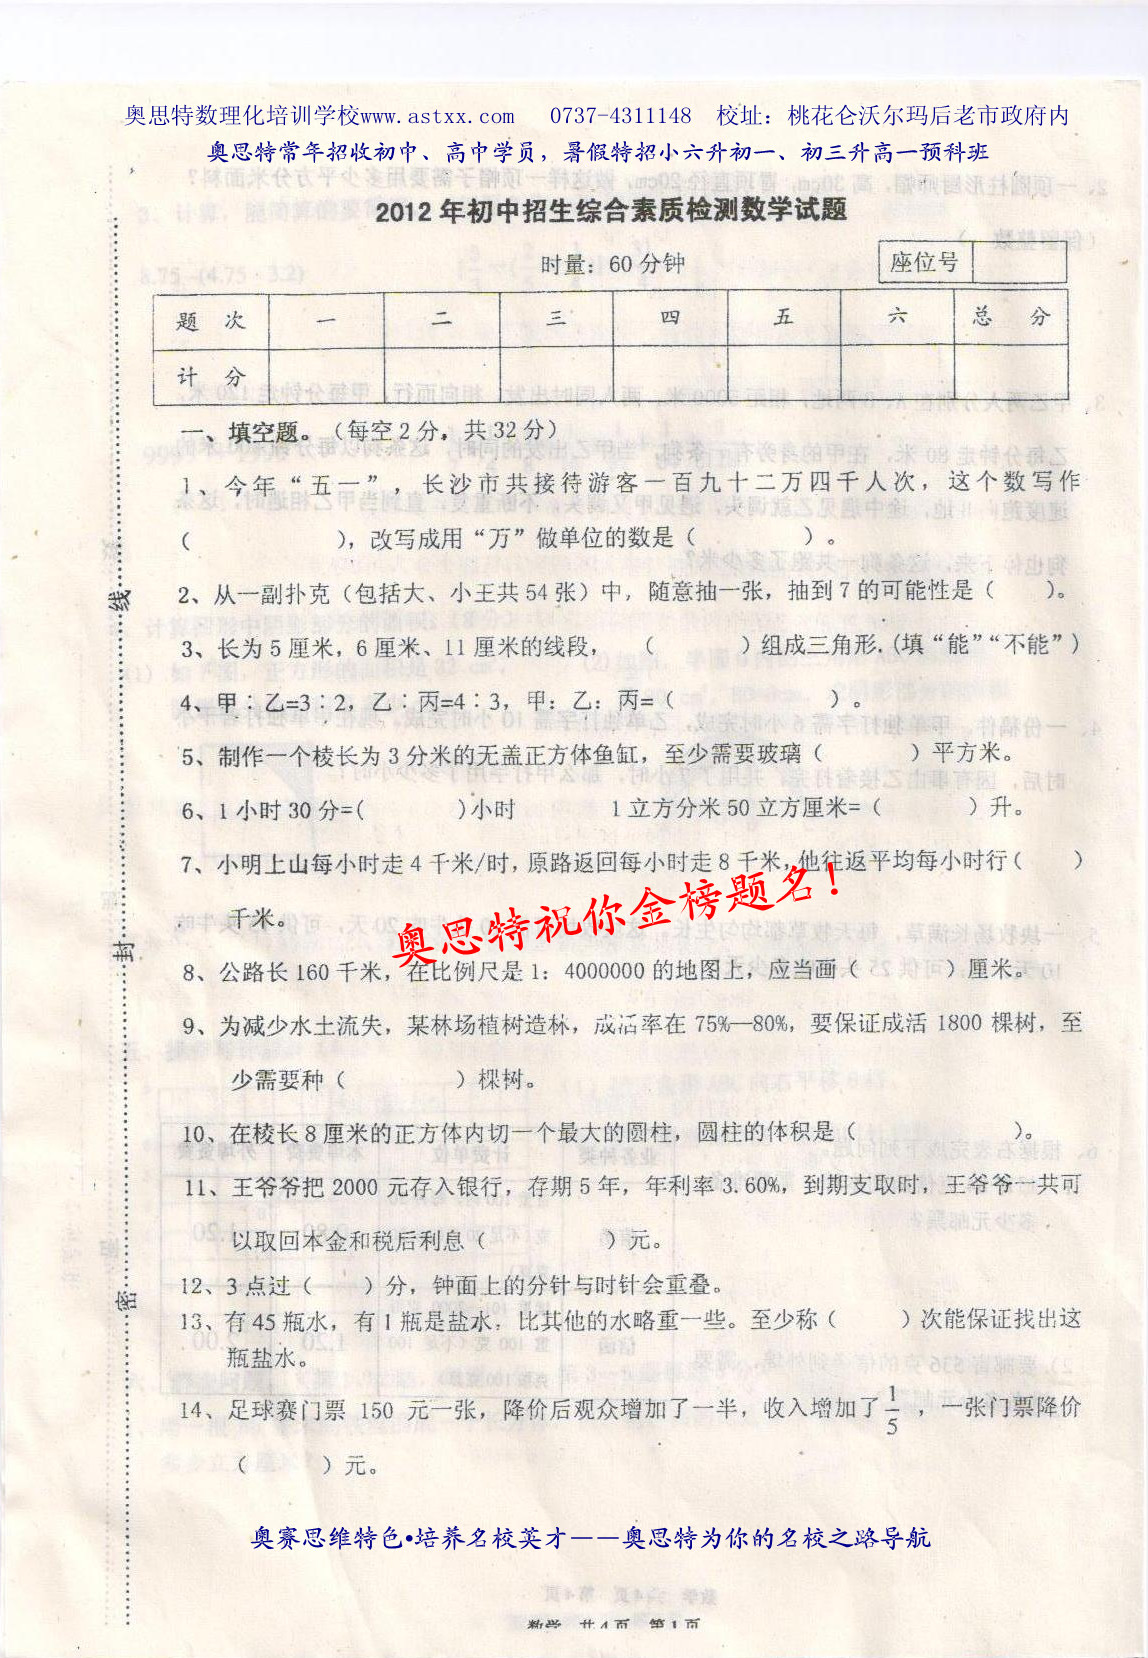 奥思特数理化培训学校www.astxx.com 0737-4311148 校址：桃花仑沃尔玛后老市政府内
奥思特常年招收初中、高中学员，暑假特招小六升初一、初三升高一预科班
2012年初中招生综合素质检测数学试题
时量：60分钟 座位号
题 次 一 二 三 四 五 六 总 分
计 分
一、填空题。（每空2分，共32分）
1、今年“五一”，长沙市共接待游客一百九十二万四千人次，这个数写作
（ ），改写成用“万”做单位的数是（ ）。
2、从一副扑克（包括大、小王共54张）中，随意抽一张，抽到7的可能性是（ ）。
3、长为5厘米，6厘米、11厘米的线段，（ ）组成三角形.（填“能”“不能”）
4、甲：乙=3：2，乙：丙=4：3，甲：乙：丙=（ ）。
5、制作一个棱长为3分米的无盖正方体鱼缸，至少需要玻璃（ ）平方米。
6、1小时30分=( )小时 1立方分米50立方厘米=（ ）升。
7、小明上山每小时走4千米/时，原路返回每小时走8千米，他往返平均每小时行（ ）
千米。
奥思特祝你金榜题名！
8、公路长160千米，在比例尺是1：4000000的地图上，应当画（ ）厘米。
9、为减少水土流失，某林场植树造林，成活率在75%—80%，要保证成活1800棵树，至
少需要种（ ）棵树。
10、在棱长8厘米的正方体内切一个最大的圆柱，圆柱的体积是（ ）。
11、王爷爷把2000元存入银行，存期5年，年利率3.60%，到期支取时，王爷爷一共可
以取回本金和税后利息（ ）元。
12、3点过（ ）分，钟面上的分针与时针会重叠。
13、有45瓶水，有1瓶是盐水，比其他的水略重一些。至少称（ ）次能保证找出这
瓶盐水。
14、足球赛门票150元一张，降价后观众增加了一半，收入增加了1/5，一张门票降价
（ ）元。
奥赛思维特色•培养名校英才——奥思特为你的名校之路导航
数学 共4页 第1页
线
封
密